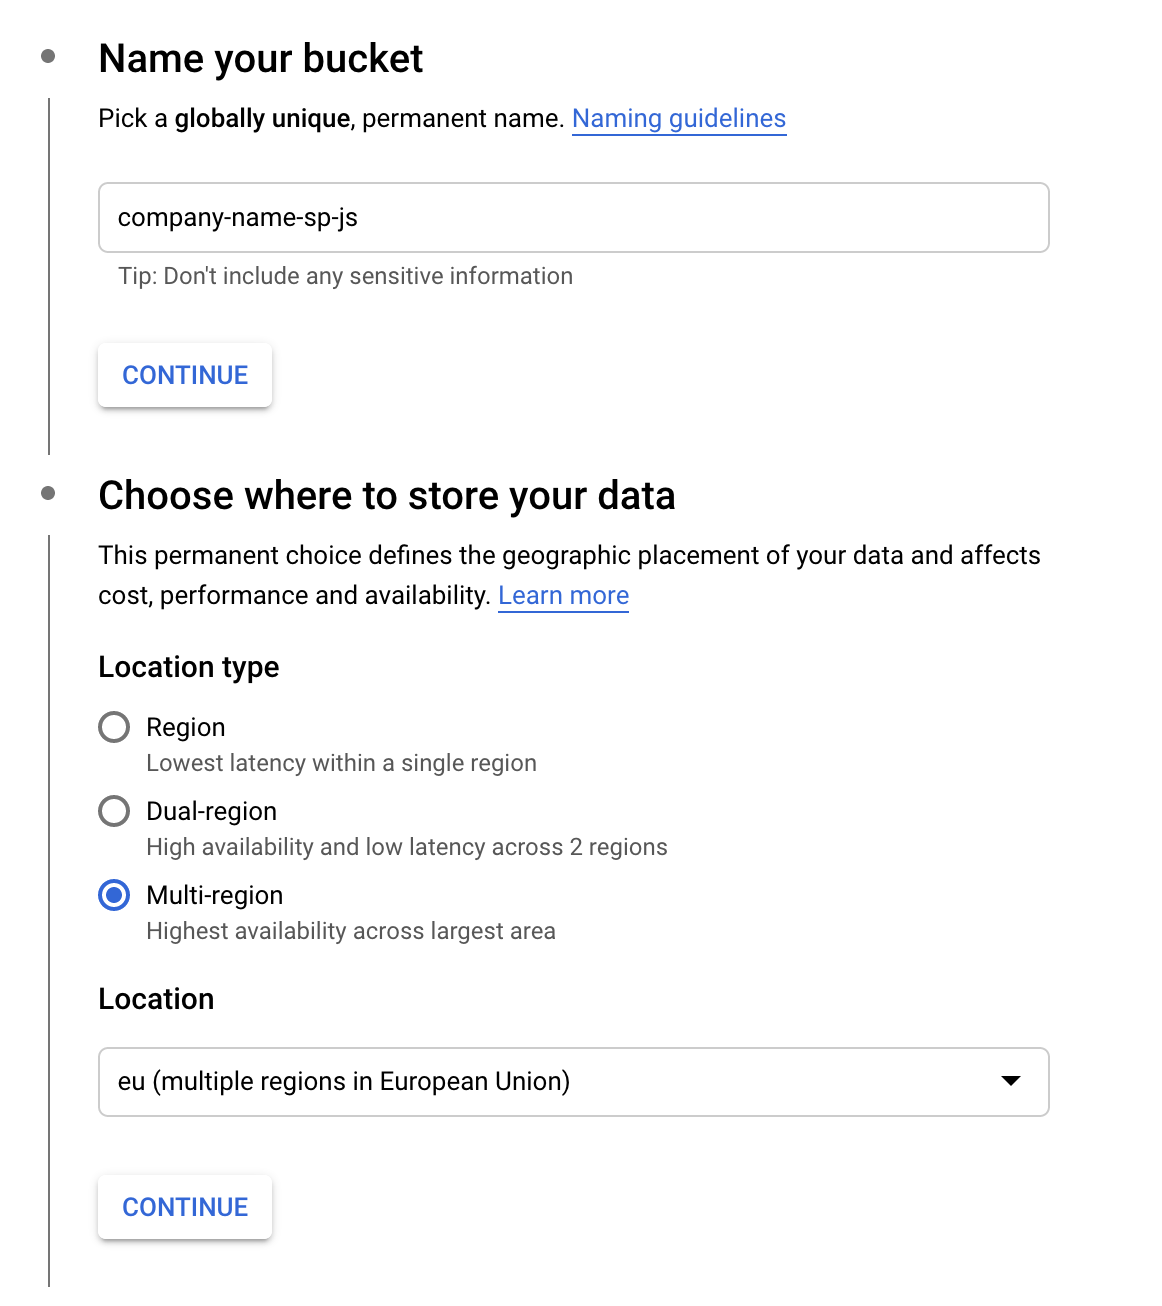 Name your bucket
Pick a globally unique, permanent name. Naming guidelines
company-name-sp-js
Tip: Don't include any sensitive information
CONTINUE
Choose where to store your data
This permanent choice defines the geographic placement of your data and affects
cost, performance and availability. Learn more
Location type
Region
Lowest latency within a single region
Dual-region
High availability and low latency across 2 regions
Multi-region
Highest availability across largest area
Location
eu (multiple regions in European Union)
CONTINUE